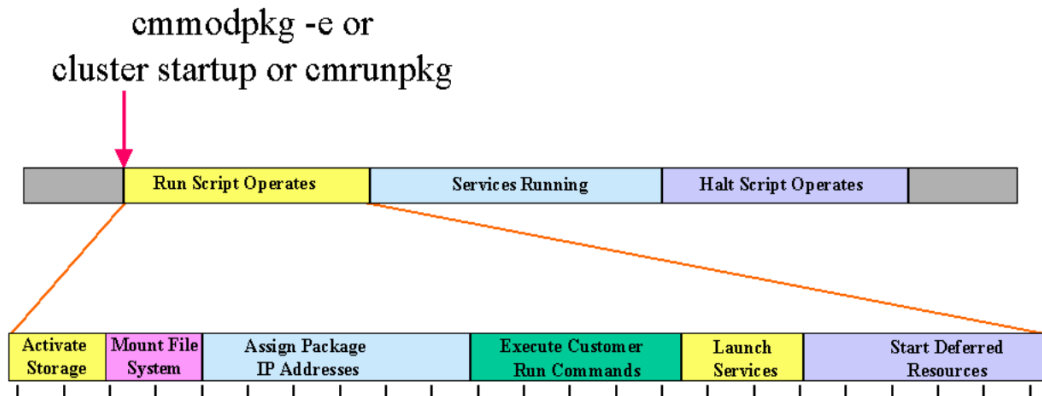 cmmodpkg -e or
cluster startup or cmrunpkg
Run Script Operates
Services Running
Halt Script Operates
Activate
Storage
Mount File
System
Assign Package
IP Addresses
Execute Customer
Run Commands
Launch
Services
Start Deferred
Resources